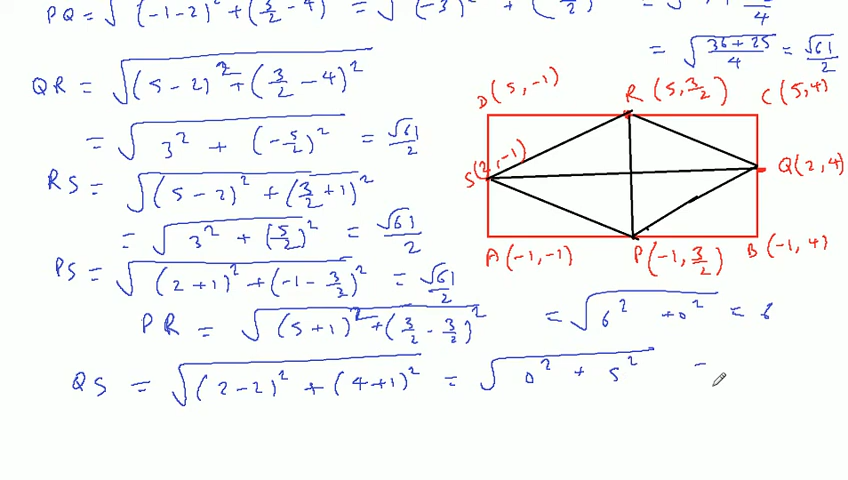 PQ = √(-1-2)² + (3/2 - 4)² = √(-3)² + (
= √(36+25)/4 = √61/2
QR = √(5-2)² + (3/2 - 4)²
= √3² + (-5/2)² = √61/2
RS = √(5-2)² + (3/2 + 1)²
= √3² + (5/2)² = √61/2
PS = √(2+1)² + (-1 - 3/2)² = √61/2
PR = √(5+1)² + (3/2 - 3/2)² = √6² + 0² = 6
QS = √(2-2)² + (4+1)² = √0² + 5² =
D(5,-1) R(5,3/2) C(5,4)
S(2,-1) Q(2,4)
A(-1,-1) P(-1,3/2) B(-1,4)